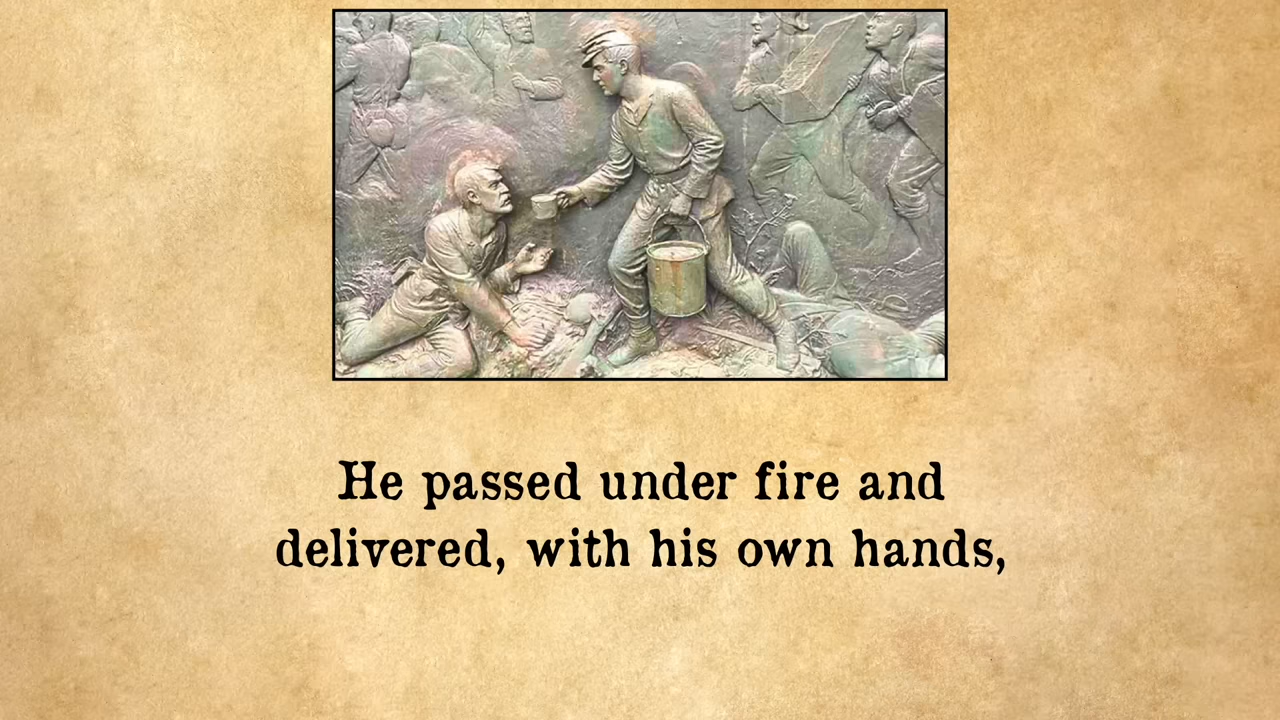 He passed under fire and
delivered, with his own hands,